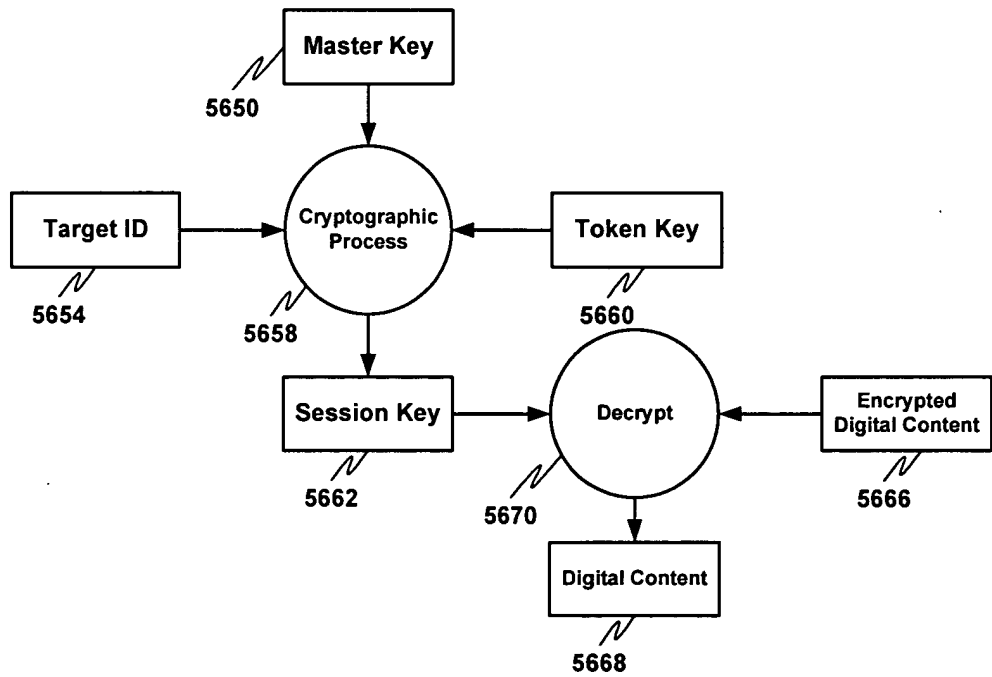 Master Key
5650
Target ID
5654
Cryptographic
Process
5658
Token Key
5660
Session Key
5662
Decrypt
5670
Encrypted
Digital Content
5666
Digital Content
5668